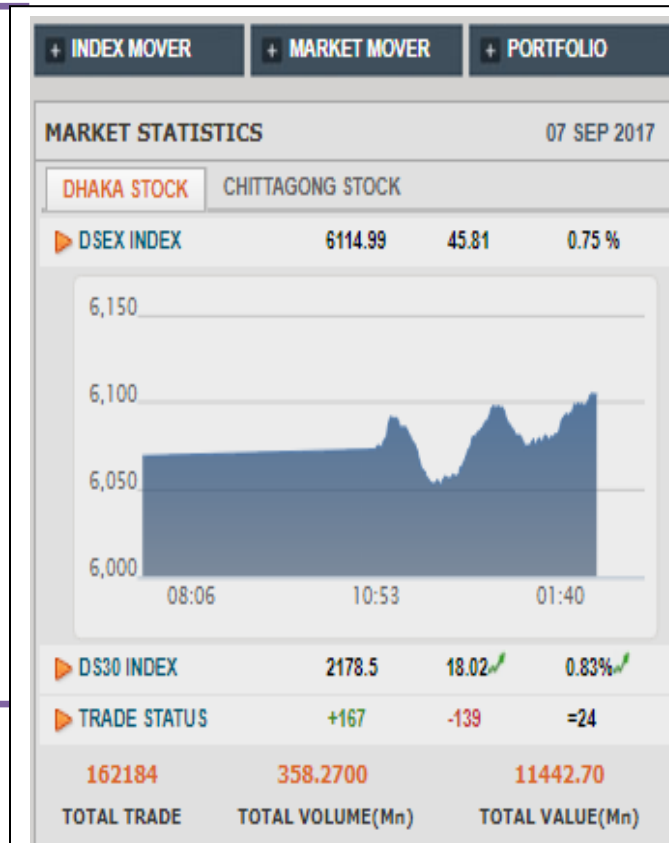 + INDEX MOVER + MARKET MOVER + PORTFOLIO
MARKET STATISTICS 07 SEP 2017
DHAKA STOCK CHITTAGONG STOCK
DSEX INDEX 6114.99 45.81 0.75 %
6,150
6,100
6,050
6,000
08:06 10:53 01:40
DS30 INDEX 2178.5 18.02 0.83%
TRADE STATUS +167 -139 =24
162184 358.2700 11442.70
TOTAL TRADE TOTAL VOLUME(Mn) TOTAL VALUE(Mn)